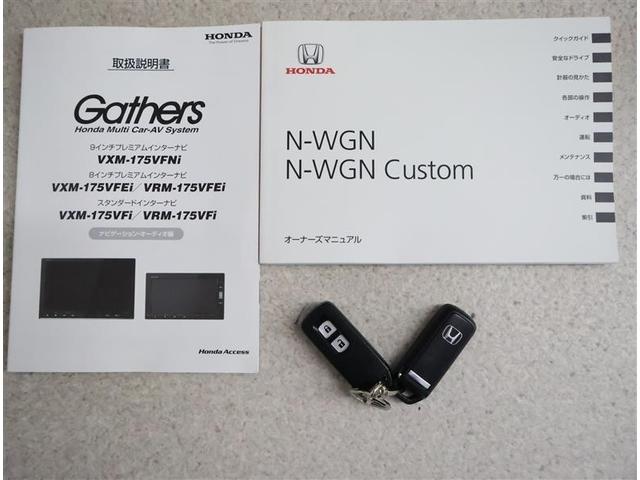 HONDA
The Power of Dreams
取扱説明書
Gathers
Honda Multi Car-AV System
9インチプレミアムインターナビ
VXM-175VFNi
8インチプレミアムインターナビ
VXM-175VFEi/VRM-175VFEi
スタンダードインターナビ
VXM-175VFi/VRM-175VFi
ナビゲーション・オーディオ編
Honda Access
HONDA
N-WGN
N-WGN Custom
オーナーズマニュアル
クイックガイド
安全なドライブ
計器の見かた
各部の操作
オーディオ
運転
メンテナンス
万一の場合には
資料
索引